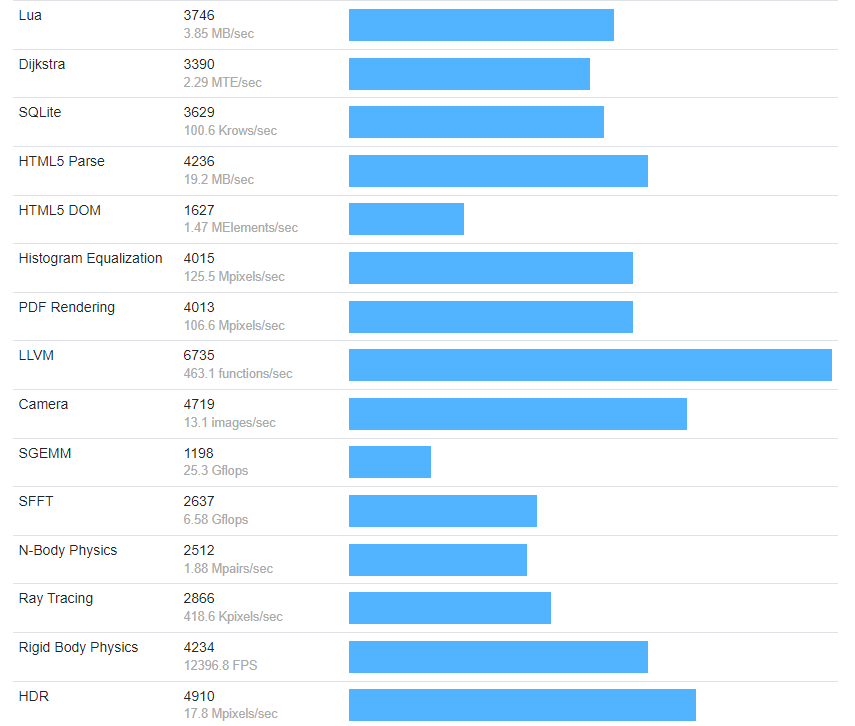 Lua 3746
3.85 MB/sec
Dijkstra 3390
2.29 MTE/sec
SQLite 3629
100.6 Krows/sec
HTML5 Parse 4236
19.2 MB/sec
HTML5 DOM 1627
1.47 MElements/sec
Histogram Equalization 4015
125.5 Mpixels/sec
PDF Rendering 4013
106.6 Mpixels/sec
LLVM 6735
463.1 functions/sec
Camera 4719
13.1 images/sec
SGEMM 1198
25.3 Gflops
SFFT 2637
6.58 Gflops
N-Body Physics 2512
1.88 Mpairs/sec
Ray Tracing 2866
418.6 Kpixels/sec
Rigid Body Physics 4234
12396.8 FPS
HDR 4910
17.8 Mpixels/sec